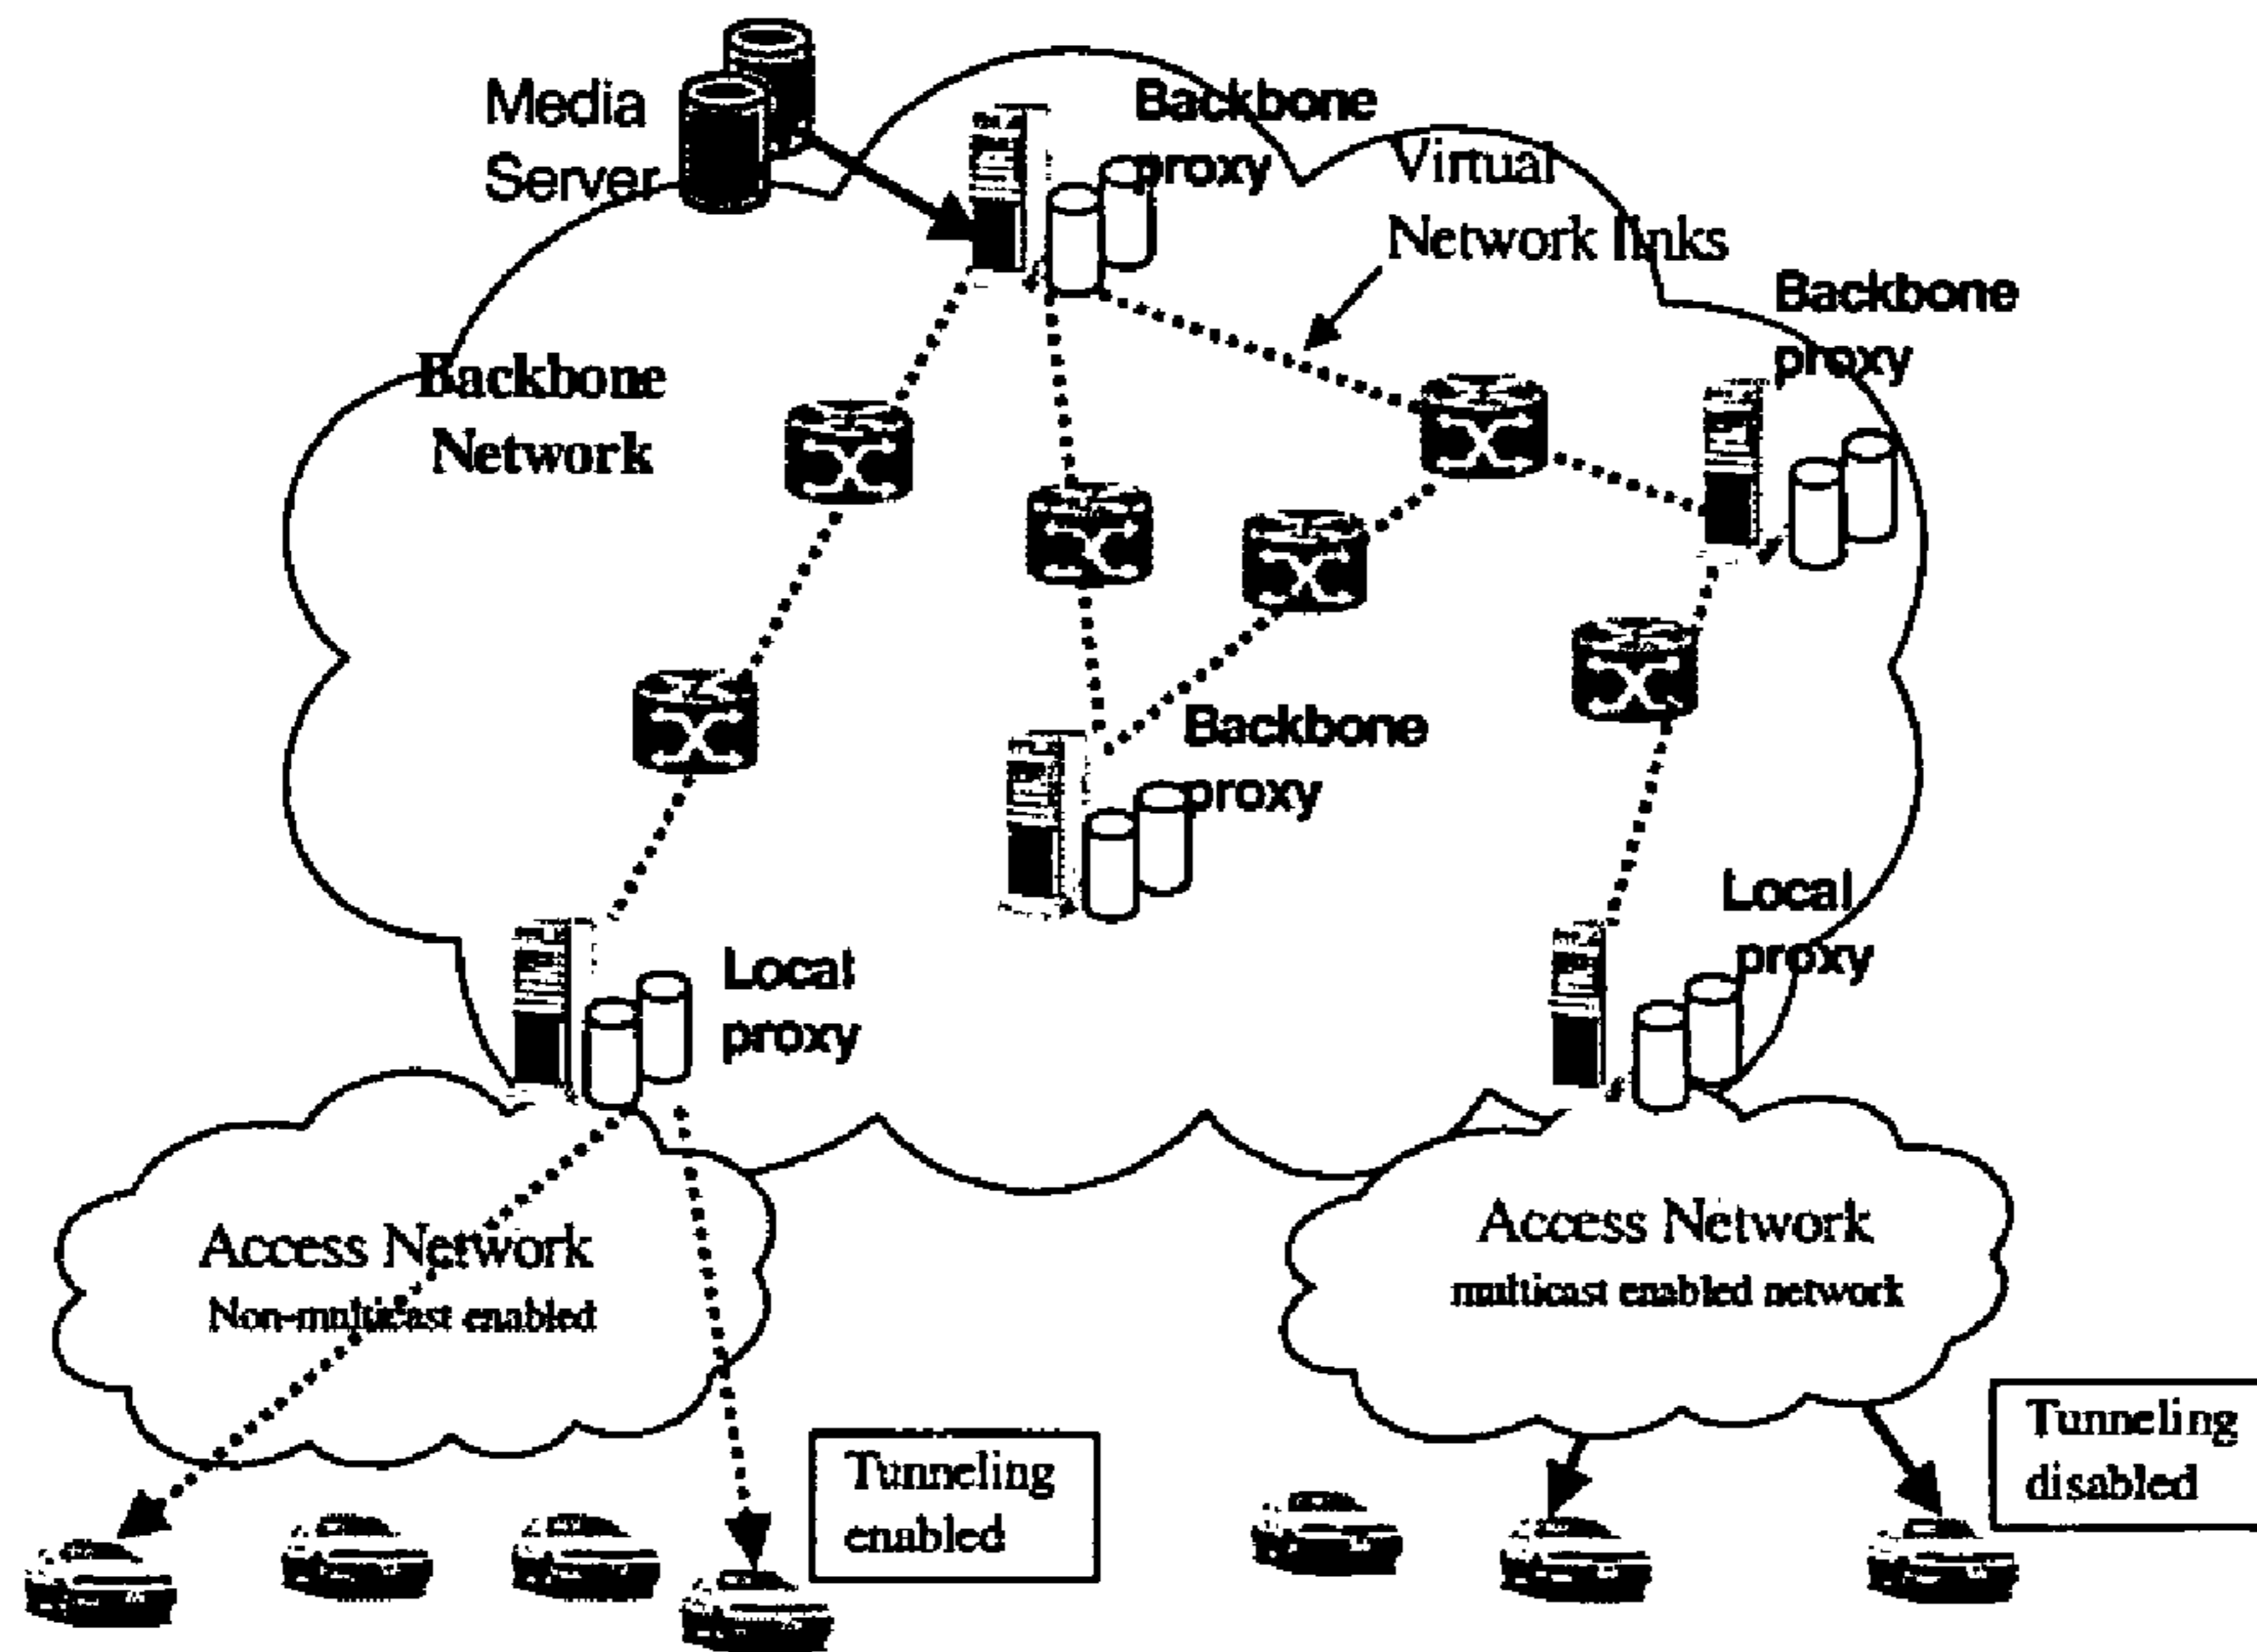 Media
Server
Backbone
proxy
Virtual
Network links
Backbone
proxy
Backbone
Network
Backbone
proxy
Local
proxy
Local
proxy
Access Network
Non-multicast enabled
Access Network
multicast enabled network
Tunneling
enabled
Tunneling
disabled